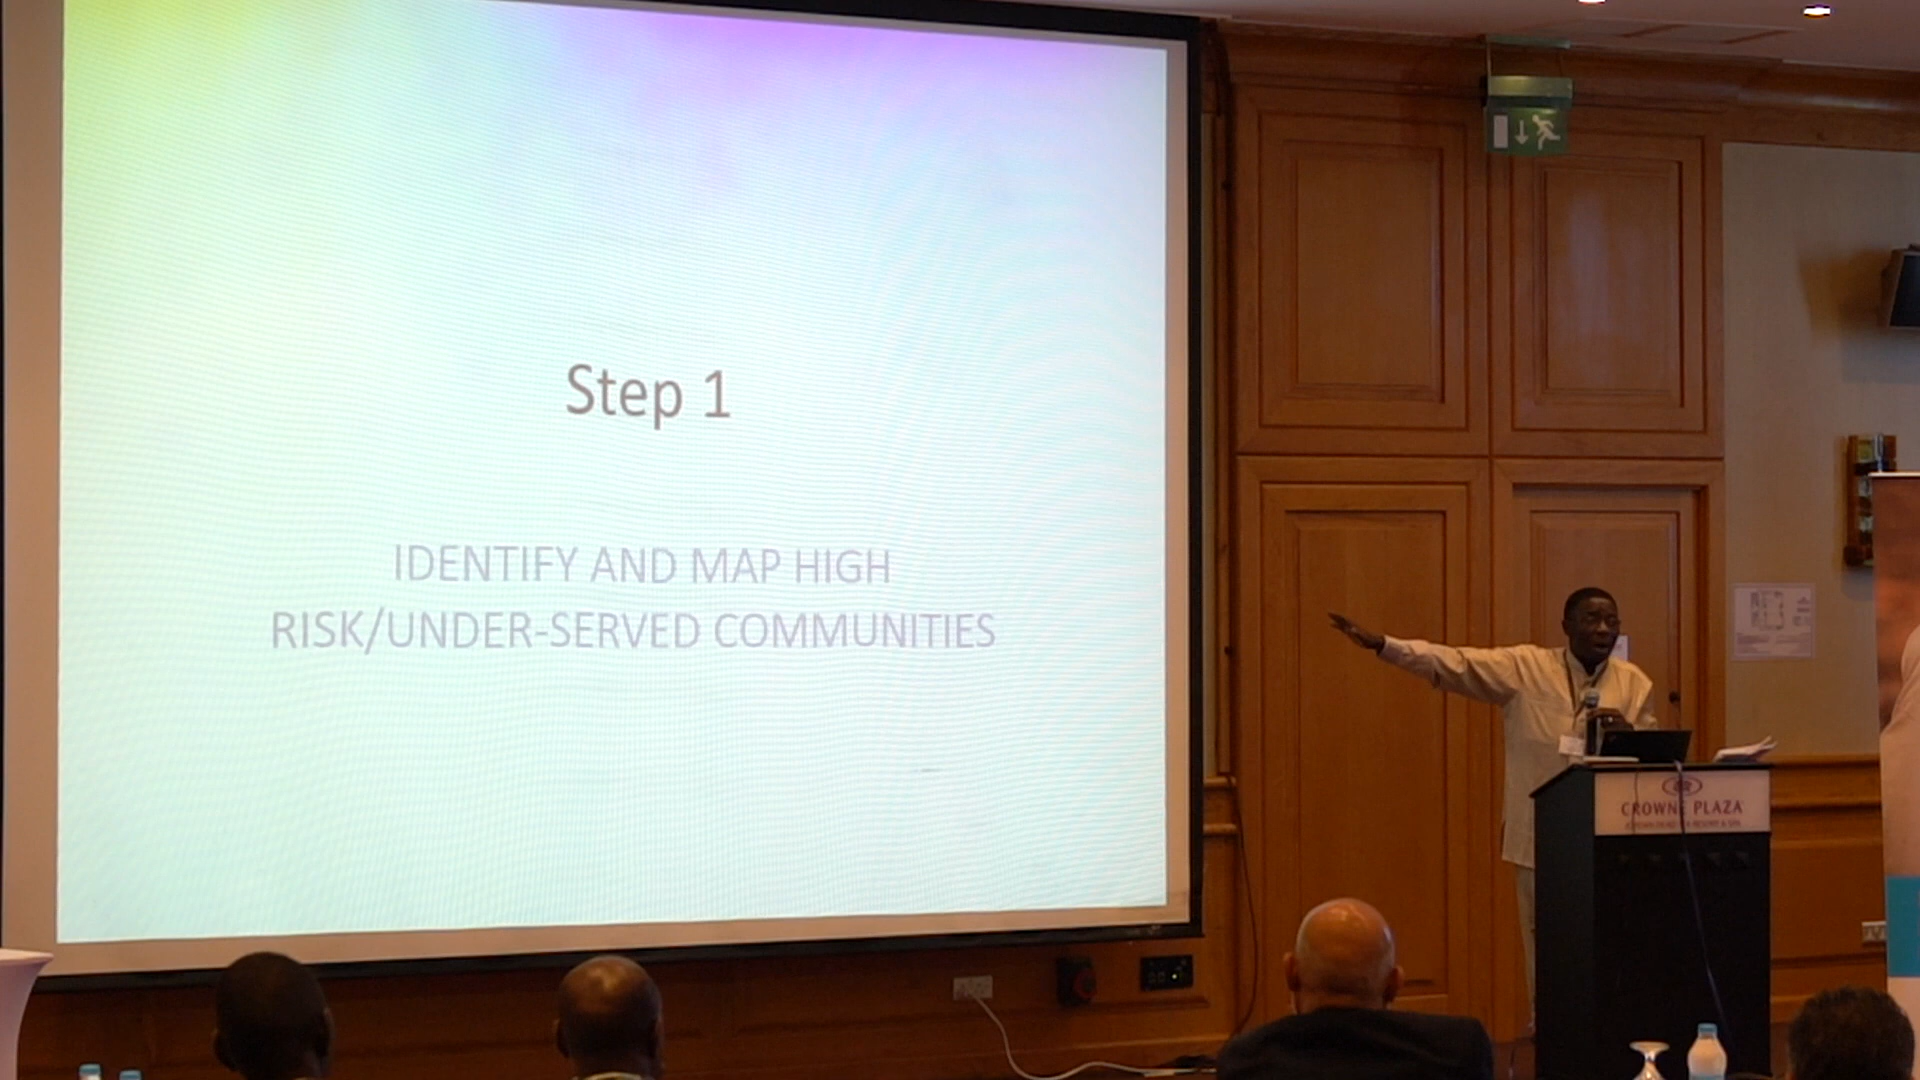 Step 1
IDENTIFY AND MAP HIGH
RISK/UNDER-SERVED COMMUNITIES
CROWNE PLAZA